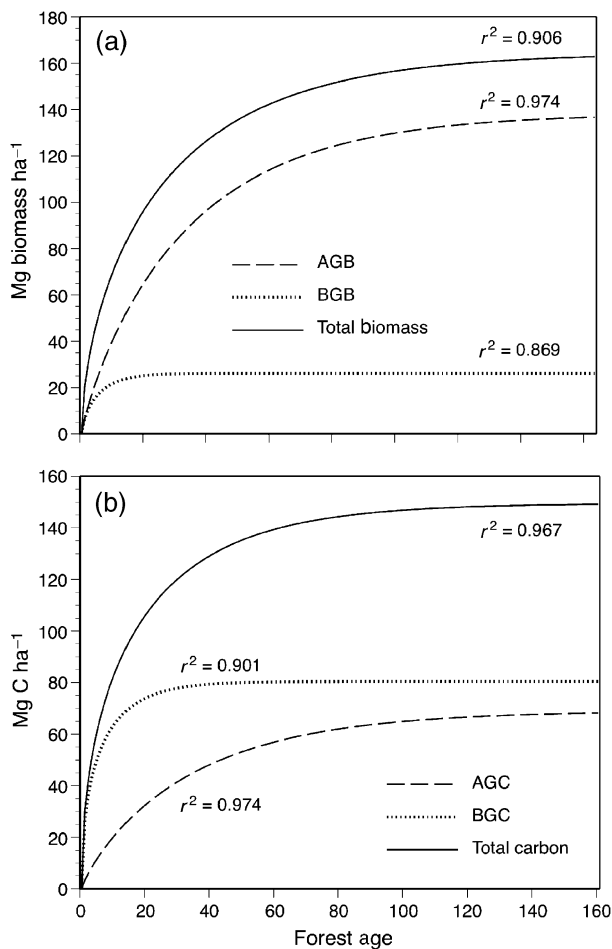 (a)
r² = 0.906
r² = 0.974
AGB
BGB
Total biomass
r² = 0.869
Mg biomass ha⁻¹
180
160
140
120
100
80
60
40
20
0
(b)
r² = 0.967
r² = 0.901
r² = 0.974
AGC
BGC
Total carbon
Mg C ha⁻¹
160
140
120
100
80
60
40
20
0
0 20 40 60 80 100 120 140 160
Forest age